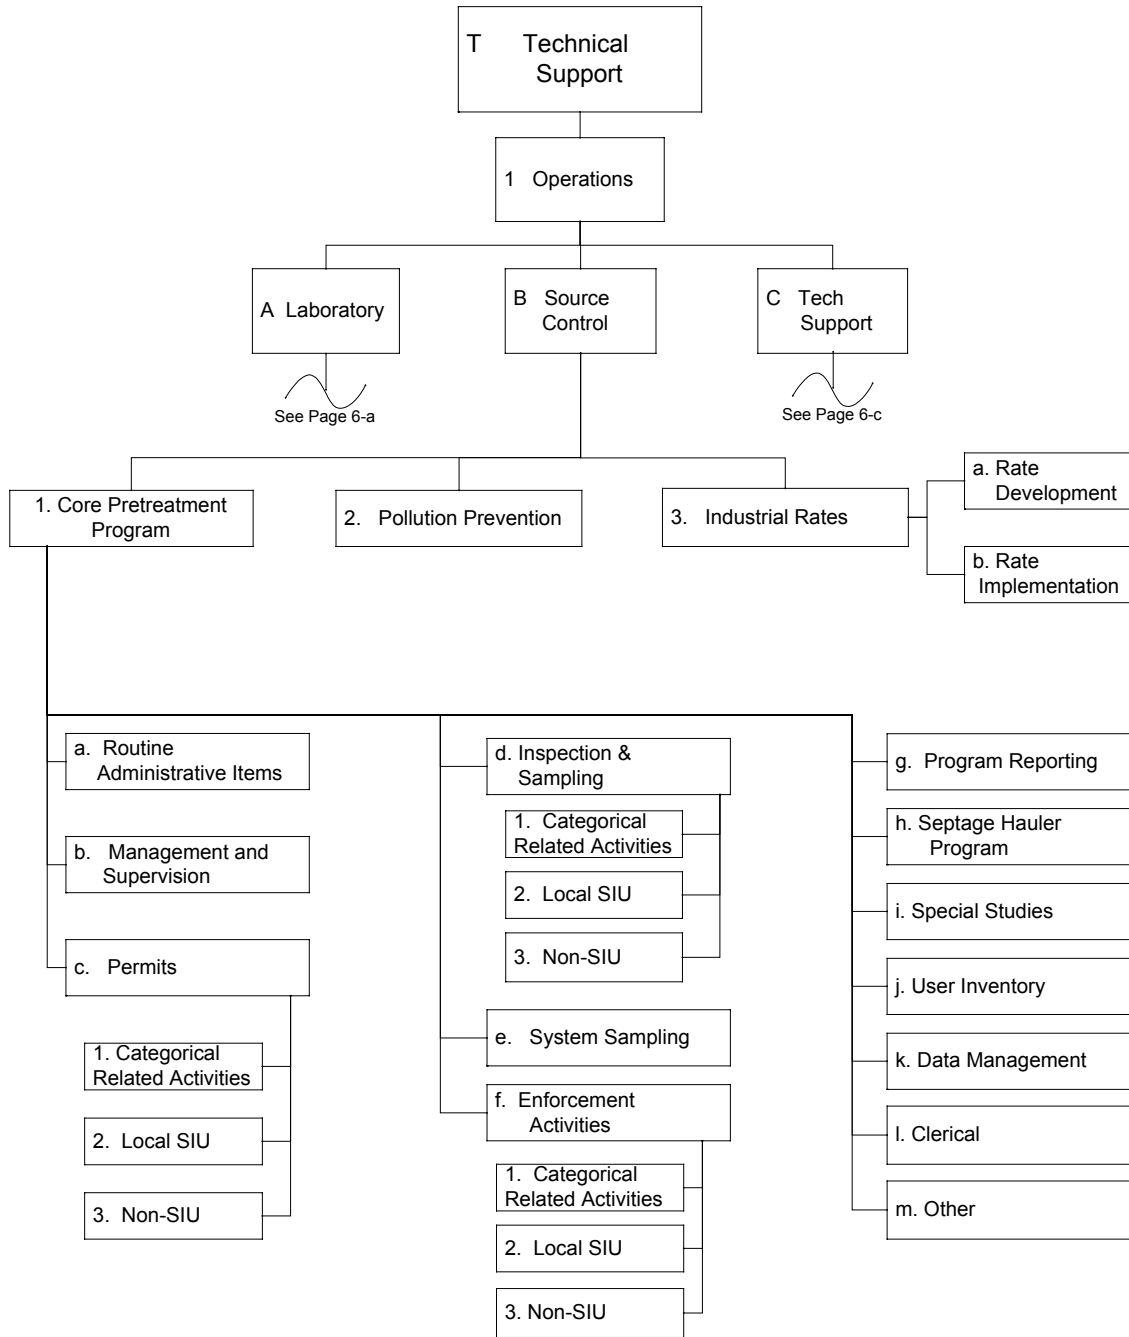 T Technical
Support
1 Operations
A Laboratory
B Source
Control
C Tech
Support
See Page 6-a
See Page 6-c
1. Core Pretreatment
Program
2. Pollution Prevention
3. Industrial Rates
a. Rate
Development
b. Rate
Implementation
a. Routine
Administrative Items
b. Management and
Supervision
c. Permits
1. Categorical
Related Activities
2. Local SIU
3. Non-SIU
d. Inspection &
Sampling
1. Categorical
Related Activities
2. Local SIU
3. Non-SIU
e. System Sampling
f. Enforcement
Activities
1. Categorical
Related Activities
2. Local SIU
3. Non-SIU
g. Program Reporting
h. Septage Hauler
Program
i. Special Studies
j. User Inventory
k. Data Management
l. Clerical
m. Other